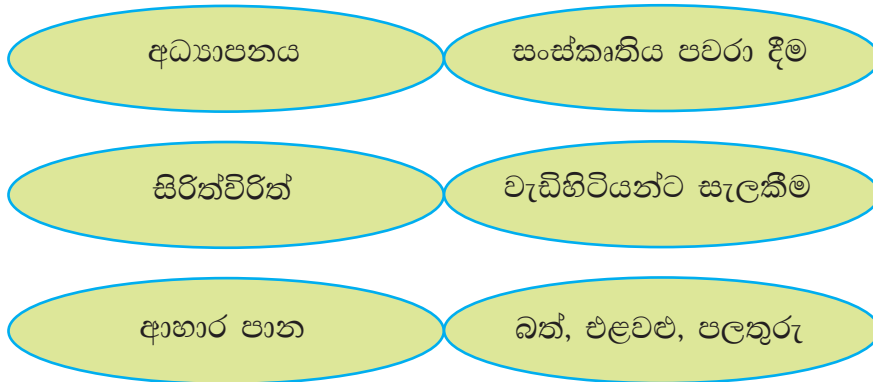 අධ්‍යාපනය
සංස්කෘතිය පවරා දීම
සිරිත්විරිත්
වැඩිහිටියන්ට සැලකීම
ආහාර පාන
බත්, එළවළු, පලතුරු